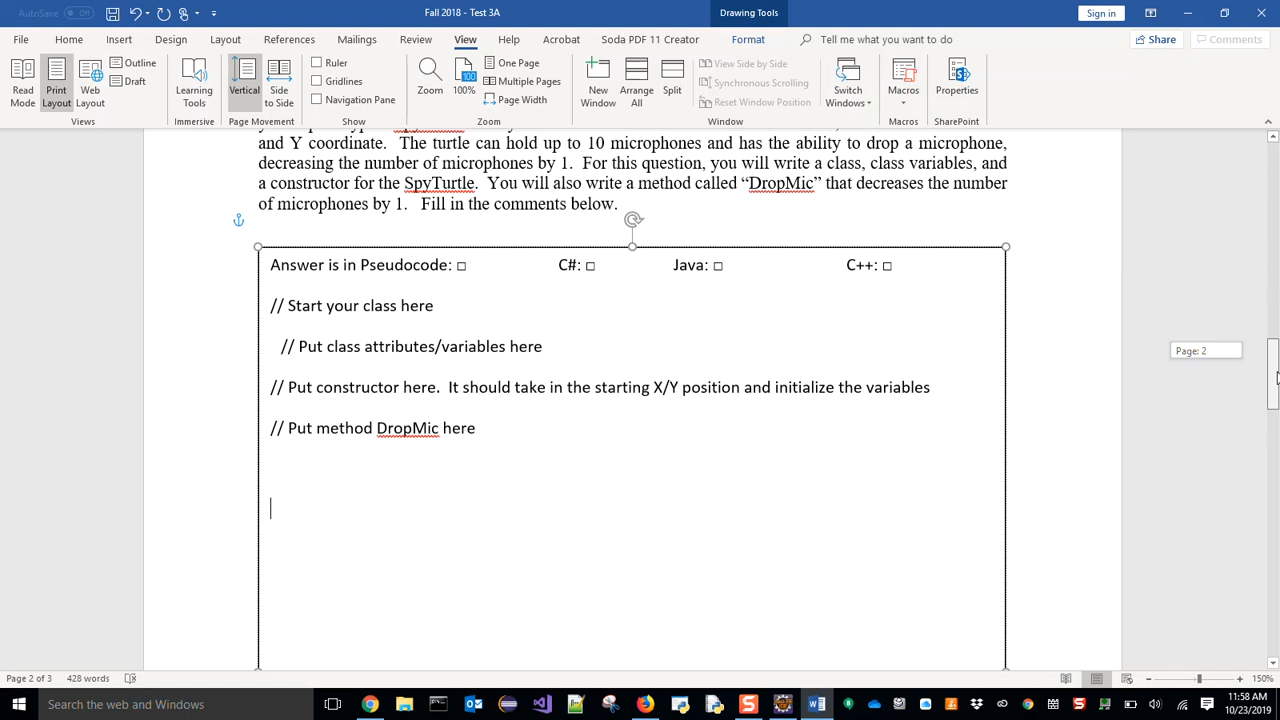 AutoSave Off
Fall 2018 - Test 3A
Drawing Tools
Sign in
File Home Insert Design Layout References Mailings Review View Help Acrobat Soda PDF 11 Creator Format Tell me what you want to do Share Comments
Read Mode
Print Layout
Web Layout
Outline
Draft
Views
Learning Tools
Immersive
Vertical
Side to Side
Page Movement
Ruler
Gridlines
Navigation Pane
Show
Zoom
100
100%
One Page
Multiple Pages
Page Width
Zoom
New Window
Arrange All
Split
View Side by Side
Synchronous Scrolling
Reset Window Position
Window
Switch Windows
Macros
Macros
Properties
SharePoint
and Y coordinate. The turtle can hold up to 10 microphones and has the ability to drop a microphone,
decreasing the number of microphones by 1. For this question, you will write a class, class variables, and
a constructor for the SpyTurtle. You will also write a method called “DropMic” that decreases the number
of microphones by 1. Fill in the comments below.
Answer is in Pseudocode: □ C#: □ Java: □ C++: □
// Start your class here
// Put class attributes/variables here
// Put constructor here. It should take in the starting X/Y position and initialize the variables
// Put method DropMic here
Page: 2
Page 2 of 3 428 words
150%
Search the web and Windows
11:58 AM
10/23/2019